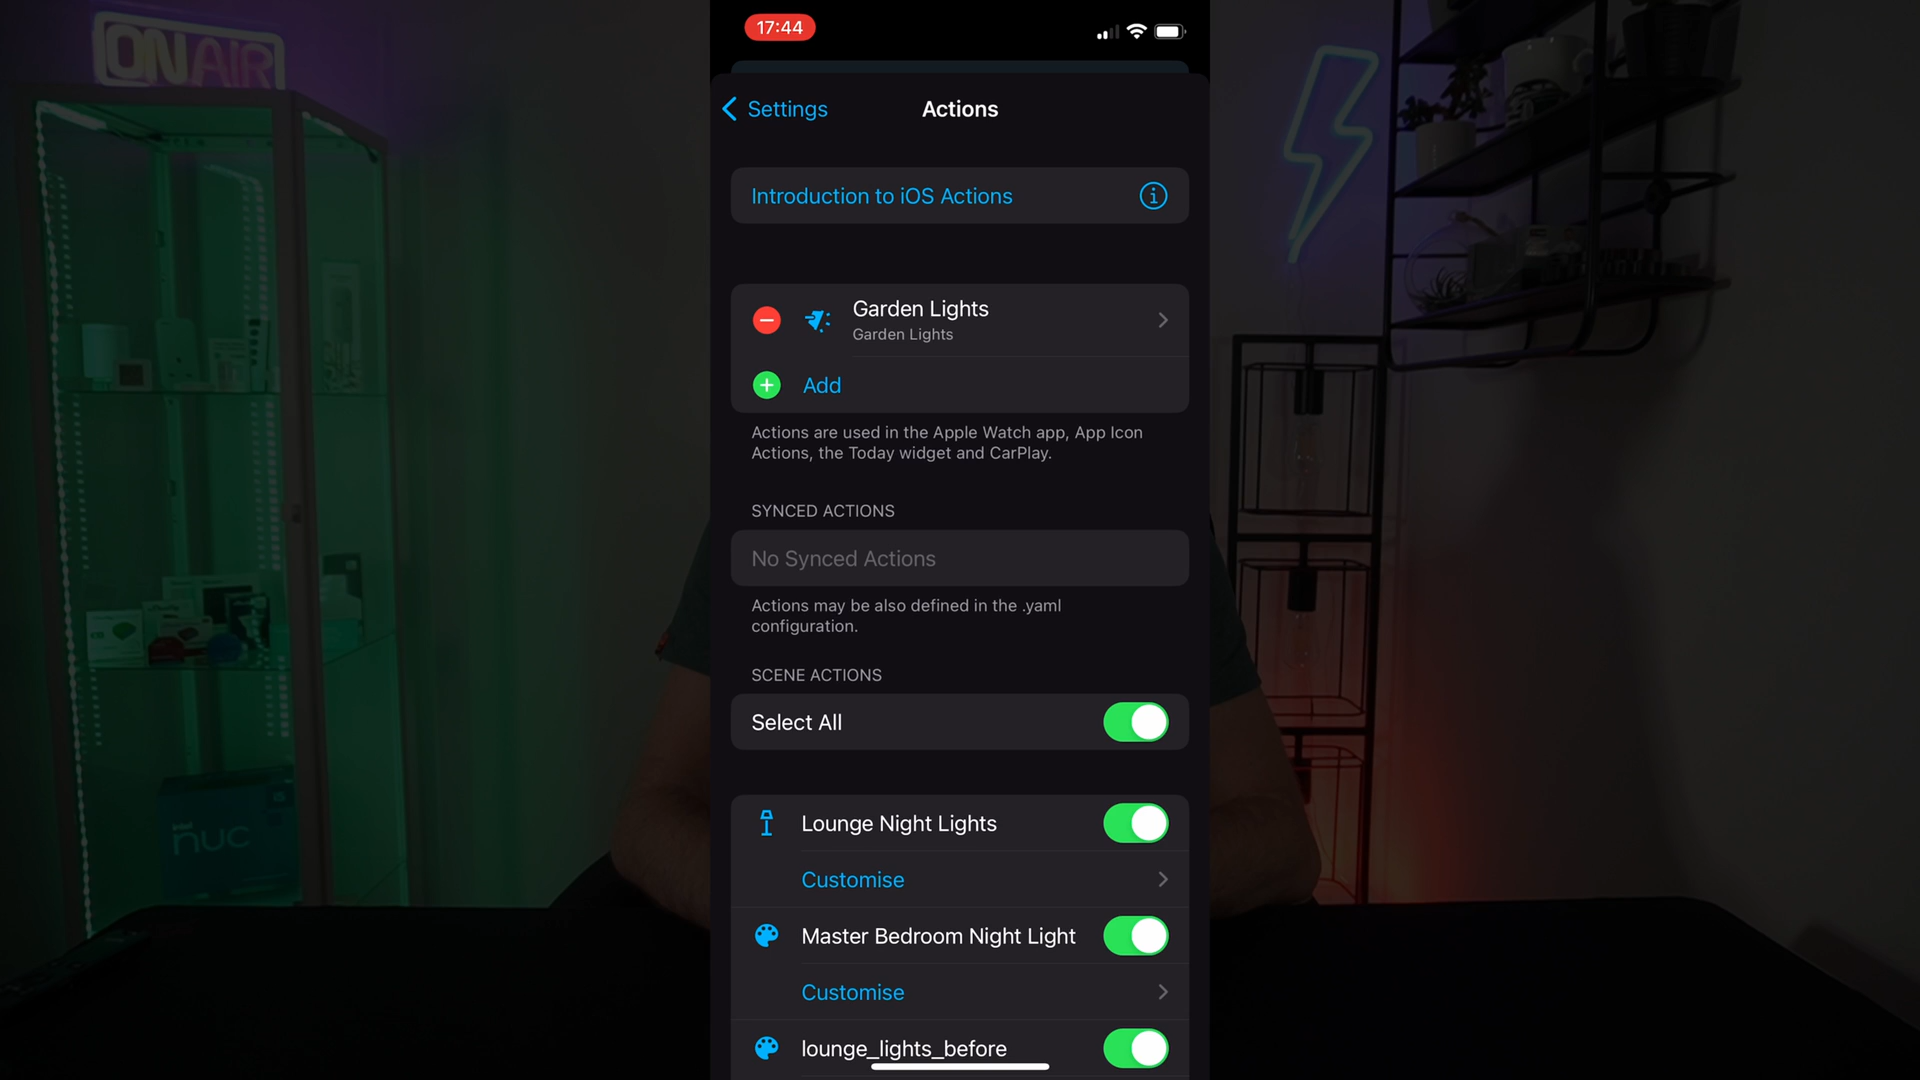 ON AIR
17:44
Settings
Actions
Introduction to iOS Actions
Garden Lights
Garden Lights
Add
Actions are used in the Apple Watch app, App Icon
Actions, the Today widget and CarPlay.
SYNCED ACTIONS
No Synced Actions
Actions may be also defined in the .yaml
configuration.
SCENE ACTIONS
Select All
Lounge Night Lights
Customise
Master Bedroom Night Light
Customise
lounge_lights_before
intel
nuc